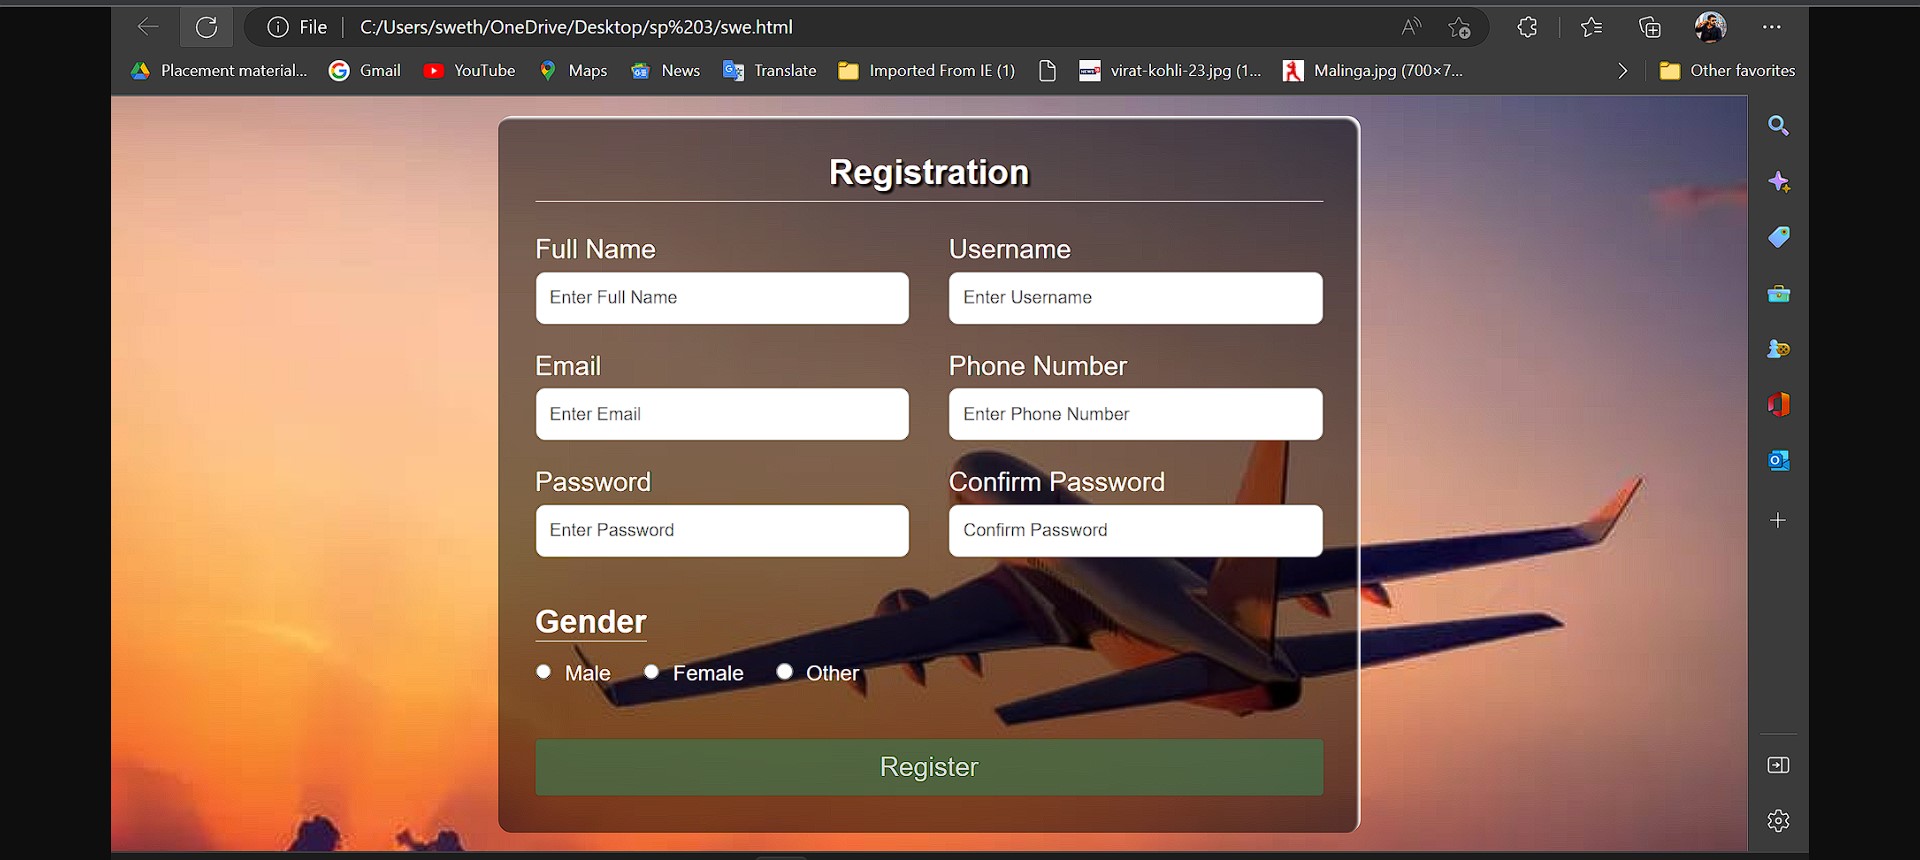 File C:/Users/sweth/OneDrive/Desktop/sp%203/swe.html
Placement material... Gmail YouTube Maps News Translate Imported From IE (1) virat-kohli-23.jpg (1... Malinga.jpg (700×7... Other favorites
Registration
Full Name Username
Enter Full Name Enter Username
Email Phone Number
Enter Email Enter Phone Number
Password Confirm Password
Enter Password Confirm Password
Gender
Male Female Other
Register